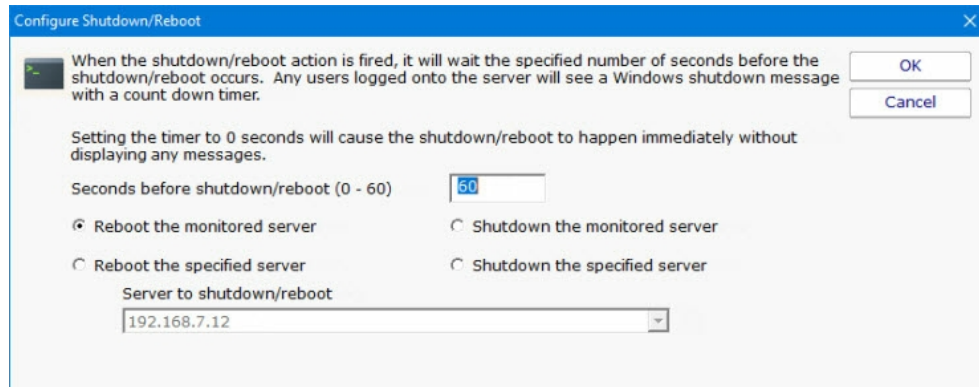 Configure Shutdown/Reboot
When the shutdown/reboot action is fired, it will wait the specified number of seconds before the
shutdown/reboot occurs.  Any users logged onto the server will see a Windows shutdown message
with a count down timer.
OK
Cancel
Setting the timer to 0 seconds will cause the shutdown/reboot to happen immediately without
displaying any messages.
Seconds before shutdown/reboot (0 - 60)
60
Reboot the monitored server
Shutdown the monitored server
Reboot the specified server
Shutdown the specified server
Server to shutdown/reboot
192.168.7.12